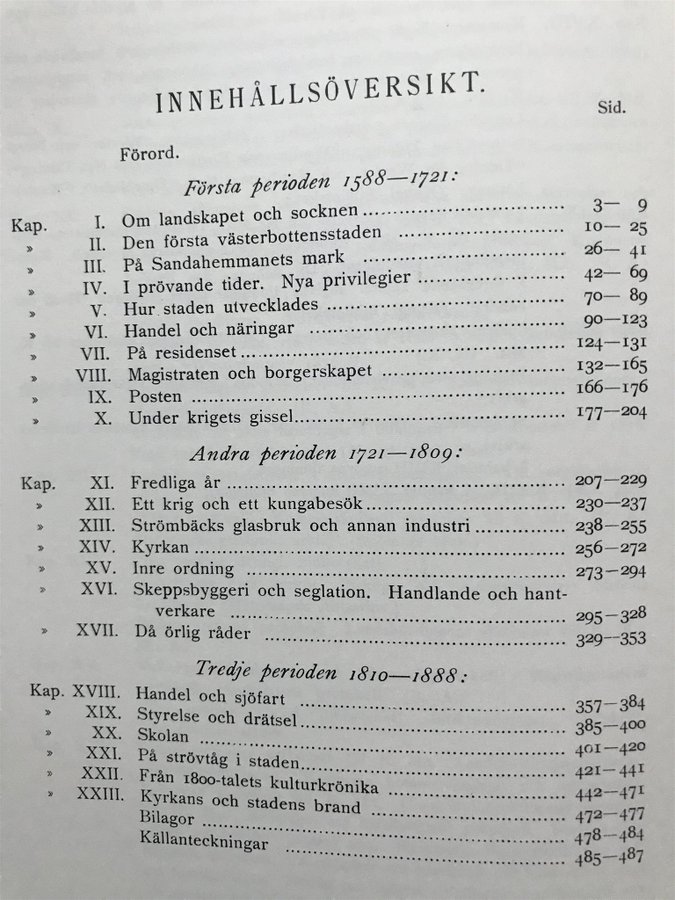 INNEHÅLLSÖVERSIKT.
Sid.
Förord.
Första perioden 1588—1721:
Kap. I. Om landskapet och socknen 3— 9
» II. Den första västerbottensstaden 10— 25
» III. På Sandahemmanets mark 26— 41
» IV. I prövande tider. Nya privilegier 42— 69
» V. Hur staden utvecklades 70— 89
» VI. Handel och näringar 90—123
» VII. På residenset 124—131
» VIII. Magistraten och borgerskapet 132—165
» IX. Posten 166—176
» X. Under krigets gissel 177—204
Andra perioden 1721—1809:
Kap. XI. Fredliga år 207—229
» XII. Ett krig och ett kungabesök 230—237
» XIII. Strömbäcks glasbruk och annan industri 238—255
» XIV. Kyrkan 256—272
» XV. Inre ordning 273—294
» XVI. Skeppsbyggeri och seglation. Handlande och hant-
verkare 295—328
» XVII. Då örlig råder 329—353
Tredje perioden 1810—1888:
Kap. XVIII. Handel och sjöfart 357—384
» XIX. Styrelse och drätsel 385—400
» XX. Skolan 401—420
» XXI. På strövtåg i staden 421—441
» XXII. Från 1800-talets kulturkrönika 442—471
» XXIII. Kyrkans och stadens brand 472—477
Bilagor 478—484
Källanteckningar 485—487